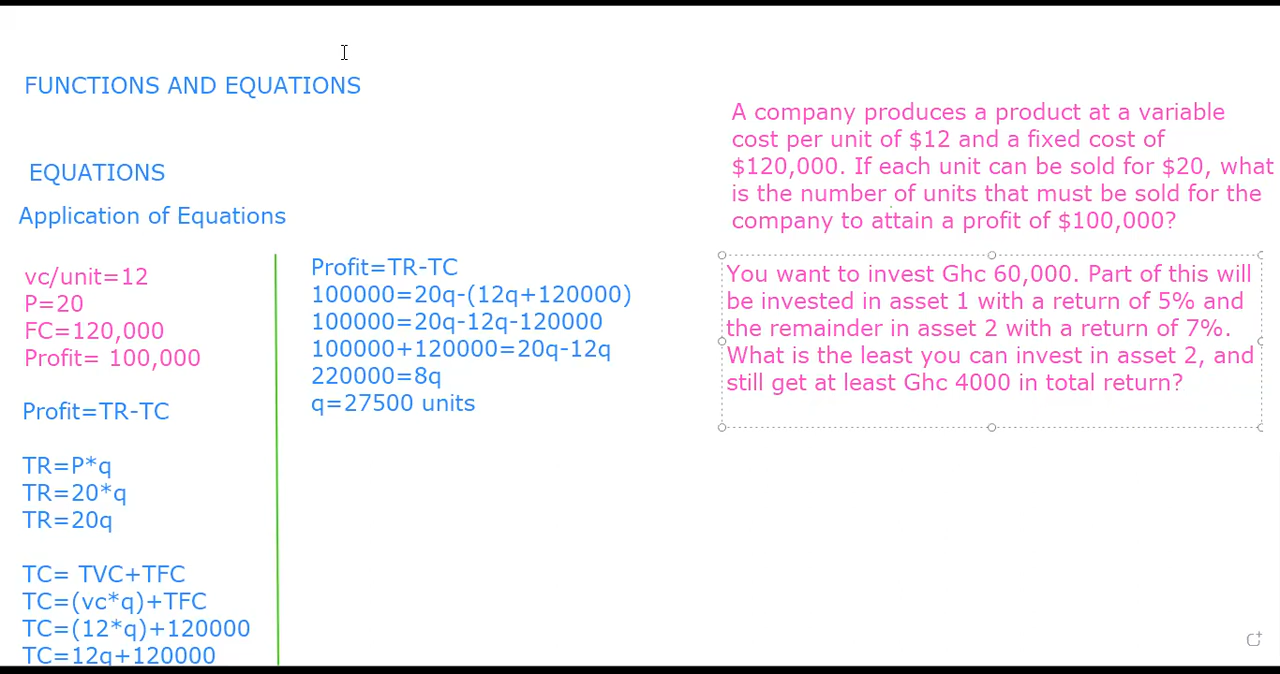 FUNCTIONS AND EQUATIONS
EQUATIONS
Application of Equations
vc/unit=12
P=20
FC=120,000
Profit= 100,000
Profit=TR-TC
TR=P*q
TR=20*q
TR=20q
TC= TVC+TFC
TC=(vc*q)+TFC
TC=(12*q)+120000
TC=12q+120000
Profit=TR-TC
100000=20q-(12q+120000)
100000=20q-12q-120000
100000+120000=20q-12q
220000=8q
q=27500 units
A company produces a product at a variable
cost per unit of $12 and a fixed cost of
$120,000. If each unit can be sold for $20, what
is the number of units that must be sold for the
company to attain a profit of $100,000?
You want to invest Ghc 60,000. Part of this will
be invested in asset 1 with a return of 5% and
the remainder in asset 2 with a return of 7%.
What is the least you can invest in asset 2, and
still get at least Ghc 4000 in total return?